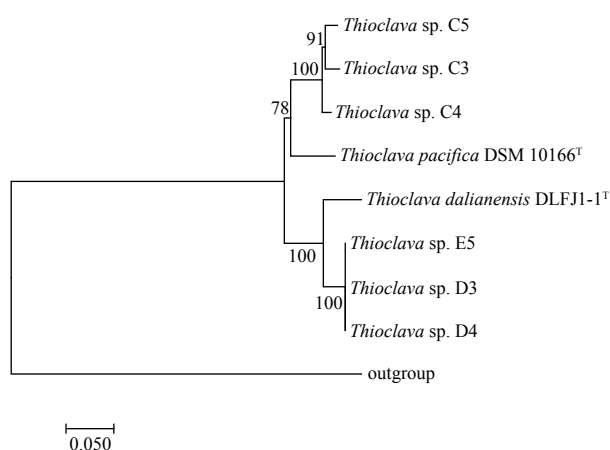 Thioclava sp. C5
91
Thioclava sp. C3
100
Thioclava sp. C4
78
Thioclava pacifica DSM 10166ᵀ
Thioclava dalianensis DLFJ1-1ᵀ
Thioclava sp. E5
100
Thioclava sp. D3
100
Thioclava sp. D4
outgroup
0.050